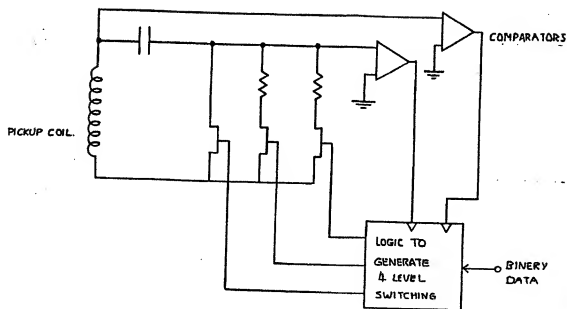 COMPARATORS
PICKUP COIL.
LOGIC TO
GENERATE
4 LEVEL
SWITCHING
BINERY
DATA